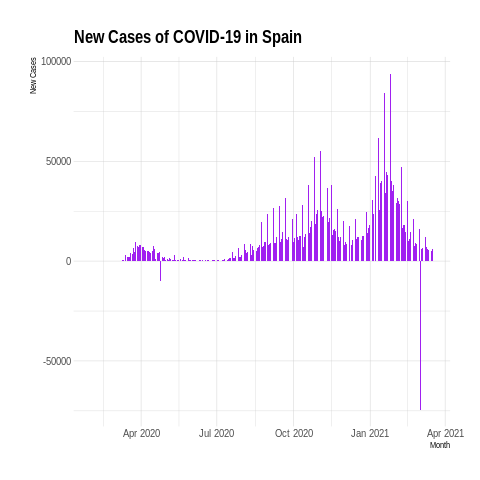 New Cases of COVID-19 in Spain
New Cases
100000
50000
0
-50000
Apr 2020 Jul 2020 Oct 2020 Jan 2021 Apr 2021
Month